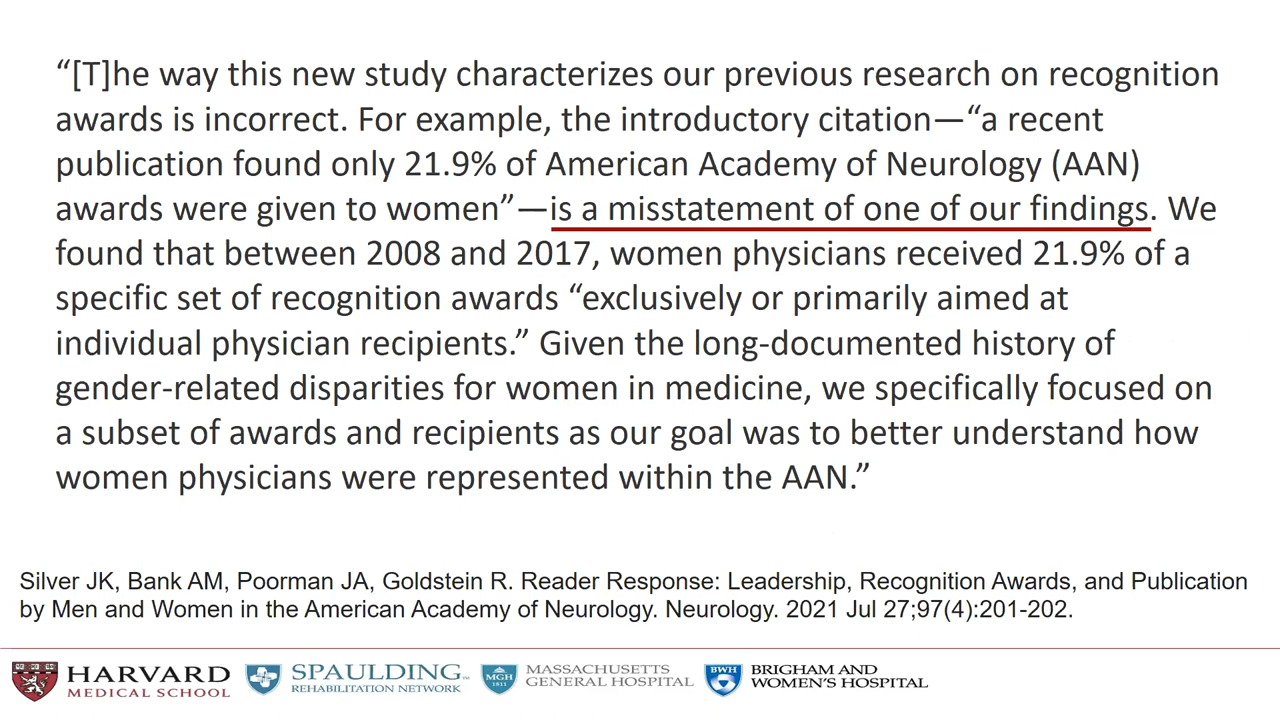 “[T]he way this new study characterizes our previous research on recognition
awards is incorrect. For example, the introductory citation—“a recent
publication found only 21.9% of American Academy of Neurology (AAN)
awards were given to women”—is a misstatement of one of our findings. We
found that between 2008 and 2017, women physicians received 21.9% of a
specific set of recognition awards “exclusively or primarily aimed at
individual physician recipients.” Given the long-documented history of
gender-related disparities for women in medicine, we specifically focused on
a subset of awards and recipients as our goal was to better understand how
women physicians were represented within the AAN.”
Silver JK, Bank AM, Poorman JA, Goldstein R. Reader Response: Leadership, Recognition Awards, and Publication
by Men and Women in the American Academy of Neurology. Neurology. 2021 Jul 27;97(4):201-202.
HARVARD
MEDICAL SCHOOL
SPAULDING
REHABILITATION NETWORK
MGH
1811
MASSACHUSETTS
GENERAL HOSPITAL
BWH
BRIGHAM AND
WOMEN'S HOSPITAL